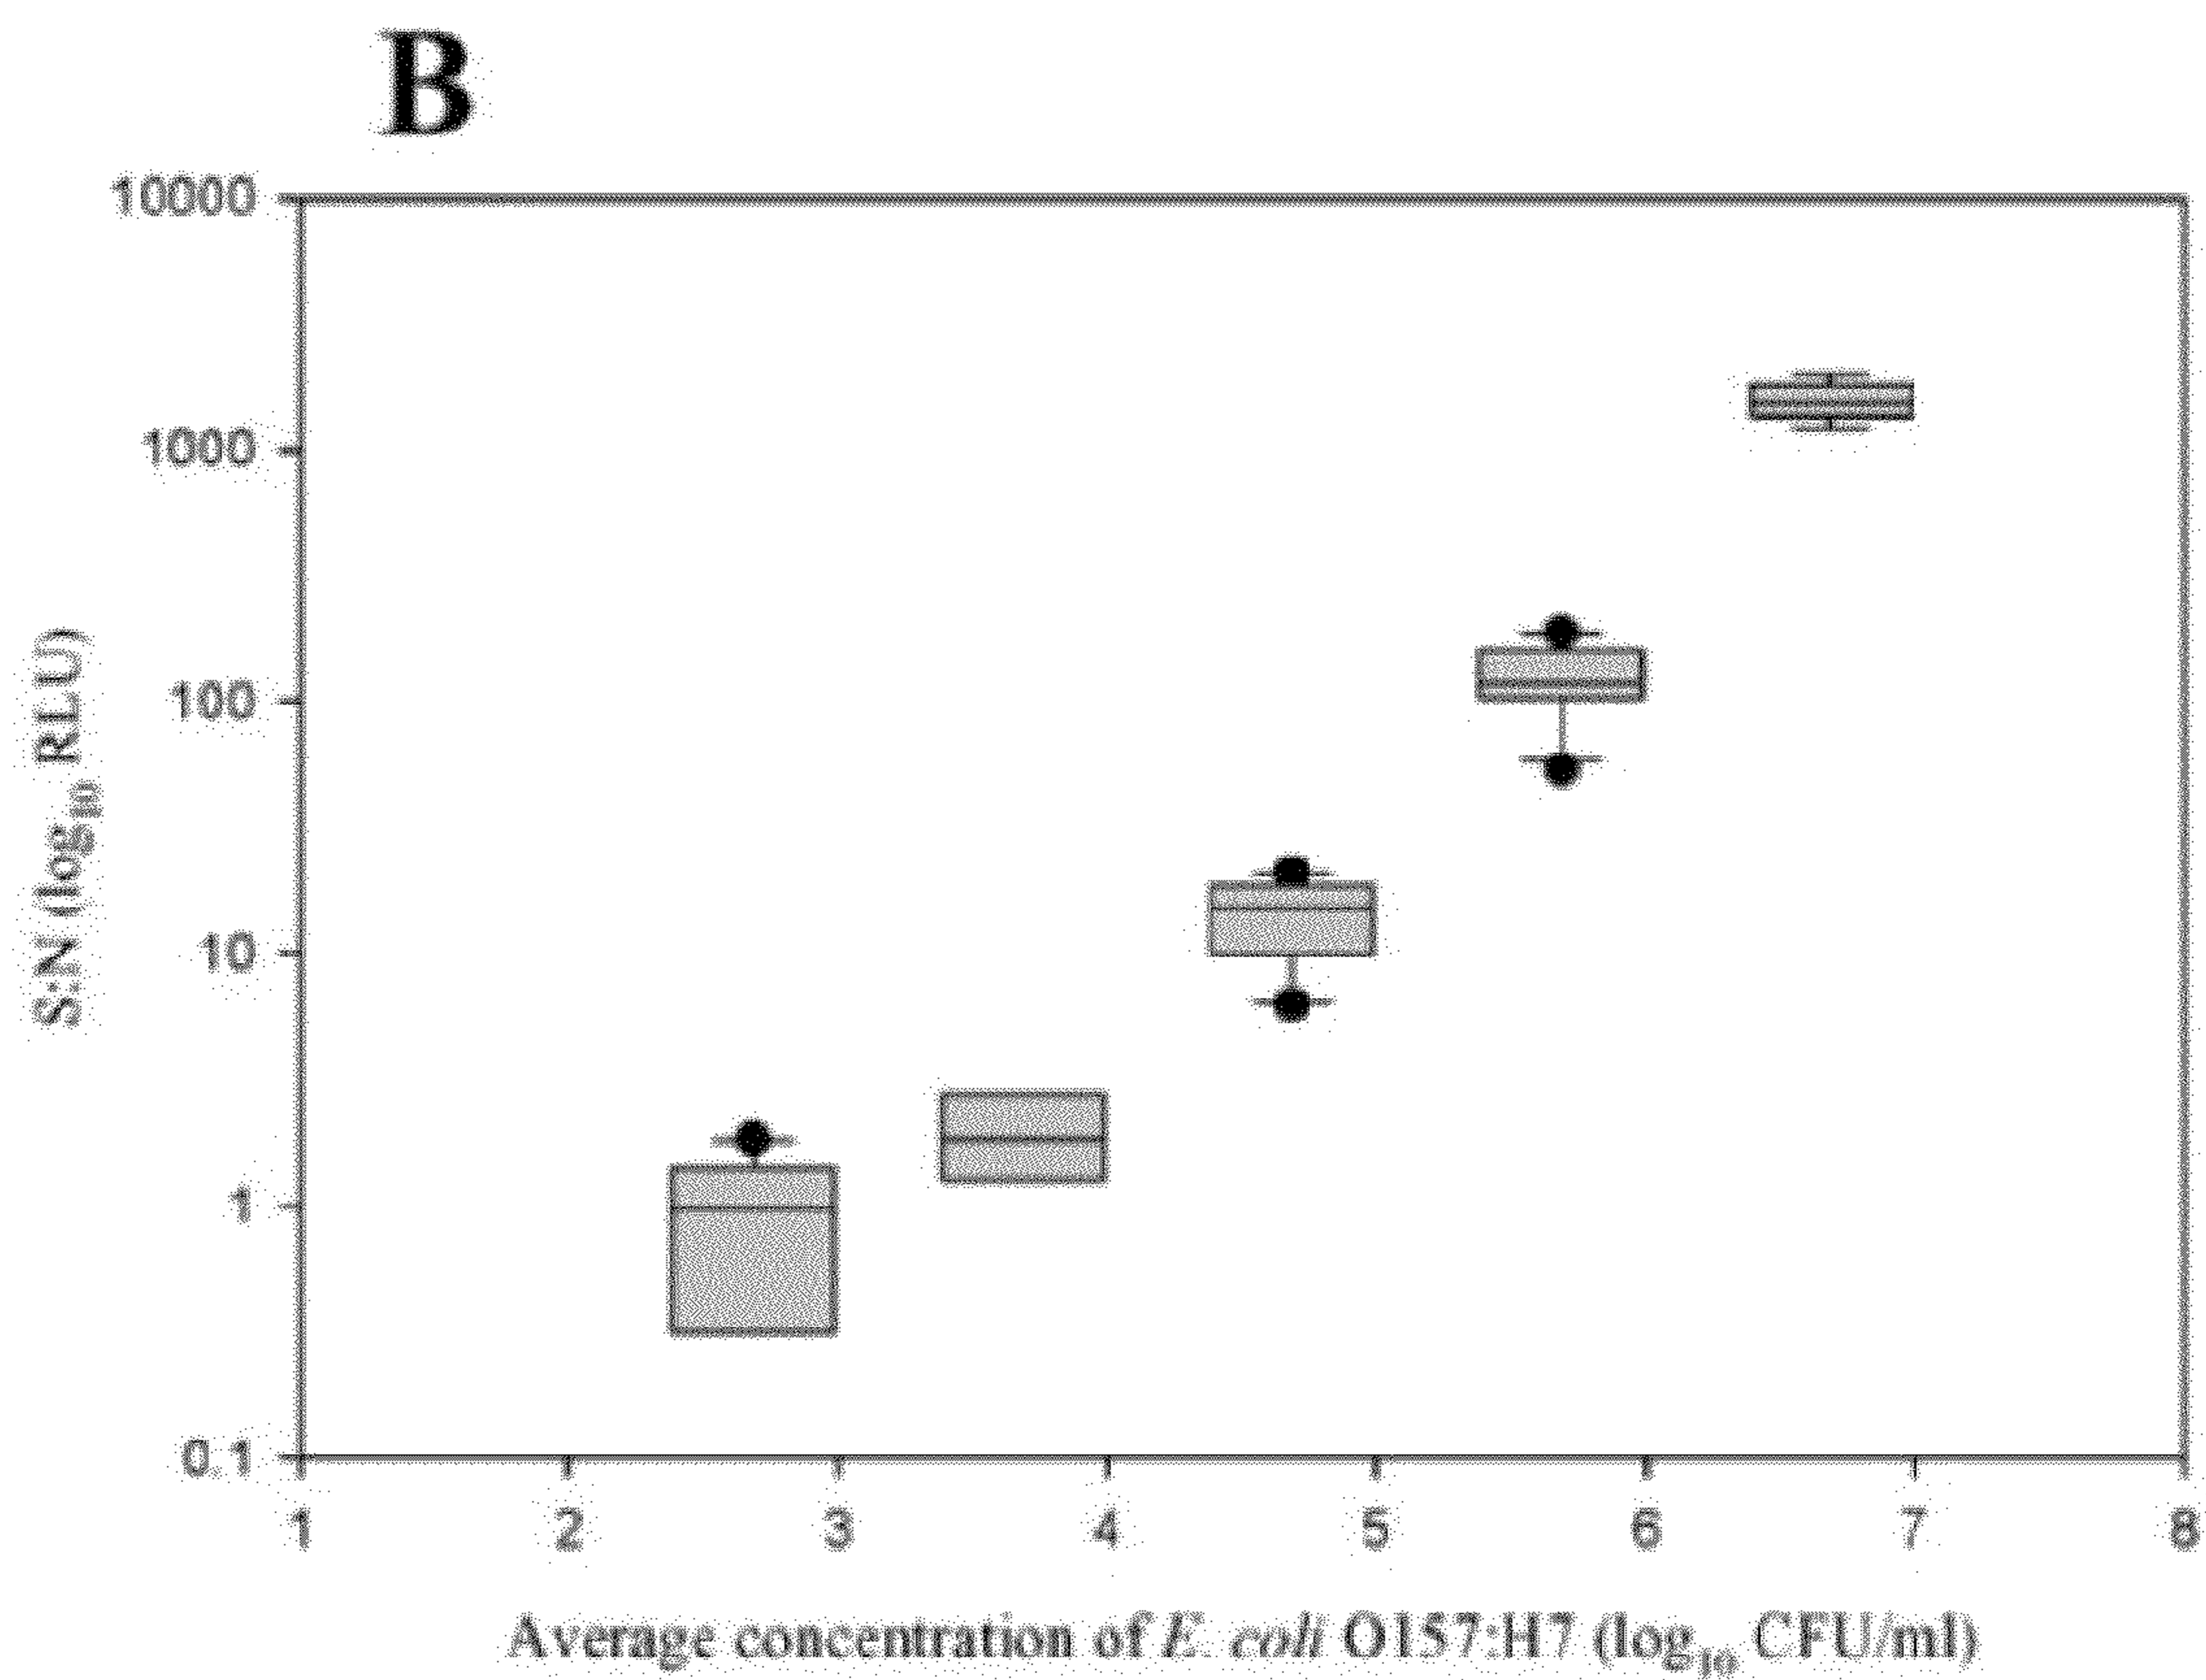 B
10000
1000
100
10
1
0.1
S:N (log10 RLU)
1 2 3 4 5 6 7 8
Average concentration of E. coli O157:H7 (log10 CFU/ml)